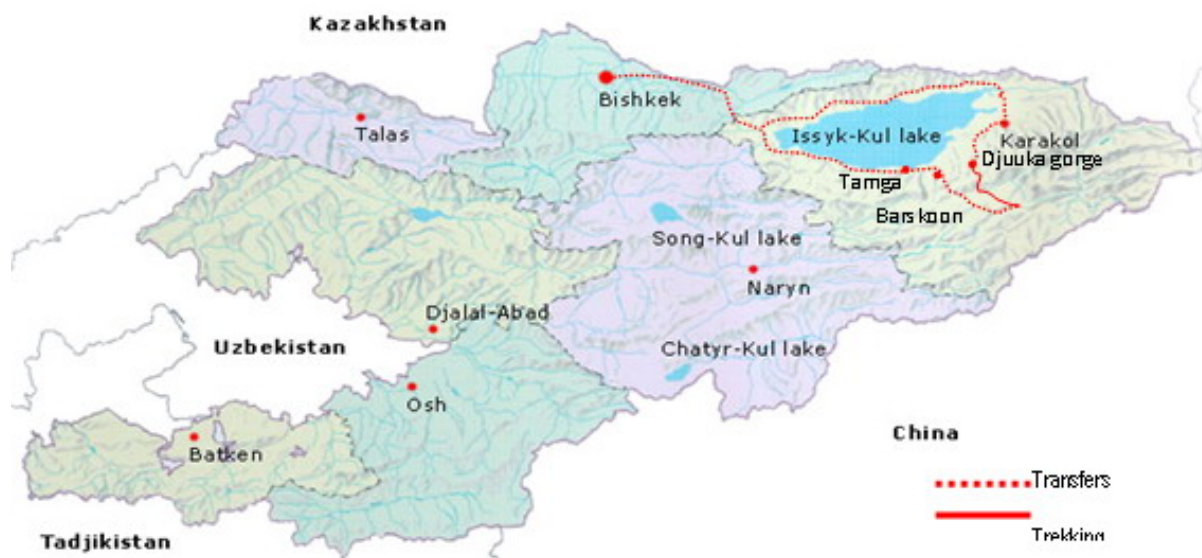 Kazakhstan
Bishkek
Talas
Issyk-Kul lake
Karakol
Djuuka gorge
Tamga
Barskoon
Song-Kul lake
Naryn
Djalal-Abad
Uzbekistan
Chatyr-Kul lake
Osh
China
Batken
Transfers
Tadjikistan
Trekking